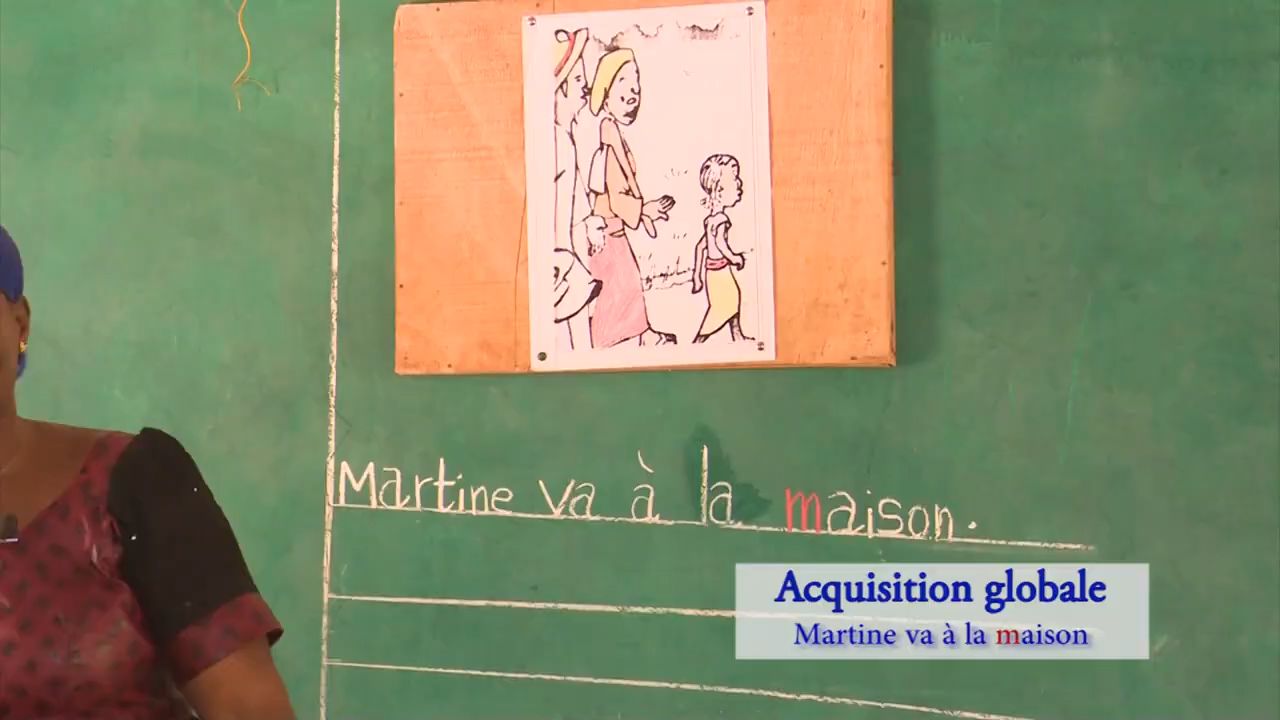 Martine va à la maison.
Acquisition globale
Martine va à la maison